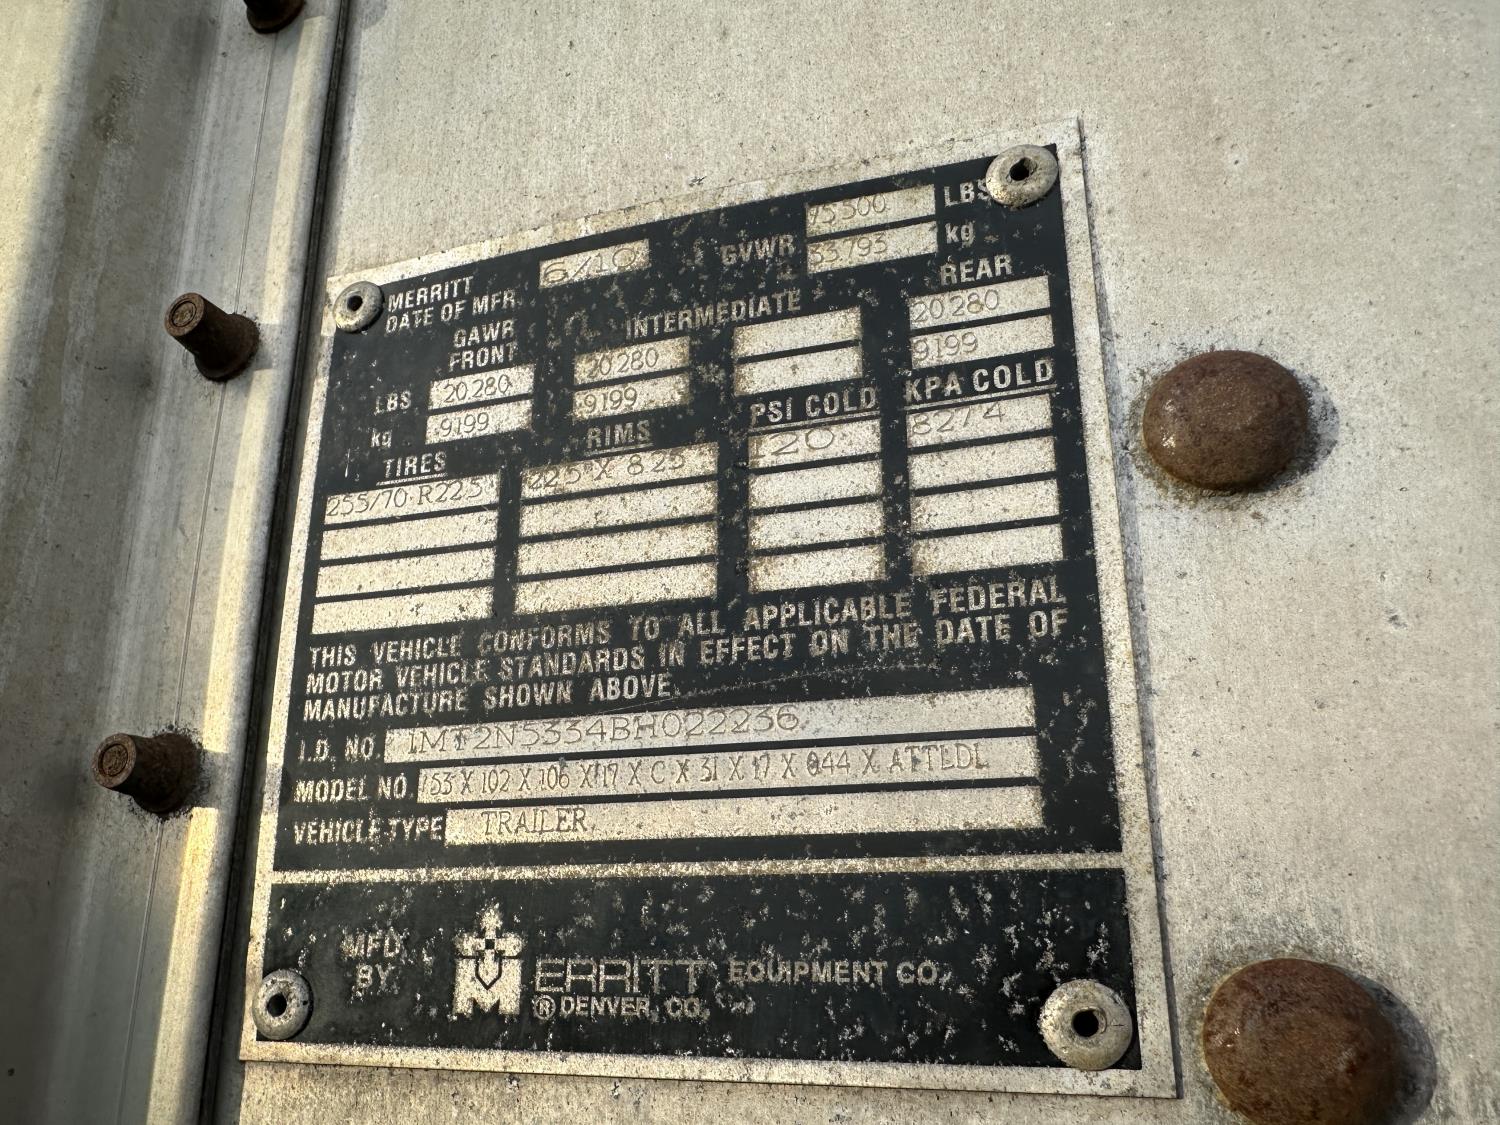 MERRITT
DATE OF MFR. 6/10 GVWR 75500 LBS
33793 kg
GAWR
FRONT INTERMEDIATE REAR
LBS 20280 20280 20280
kg 9199 9199 9199
TIRES RIMS PSI COLD KPA COLD
255/70 R22.5 22.5 X 8.25 120 827.4
THIS VEHICLE CONFORMS TO ALL APPLICABLE FEDERAL
MOTOR VEHICLE STANDARDS IN EFFECT ON THE DATE OF
MANUFACTURE SHOWN ABOVE.
I.D. NO. 1MT2N5334BH022236
MODEL NO. 453 X 102 X 106 X 17 X C X 31 X 17 X 044 X ATTLDL
VEHICLE TYPE TRAILER
MFD.
BY MERRITT EQUIPMENT CO.
® DENVER, CO.